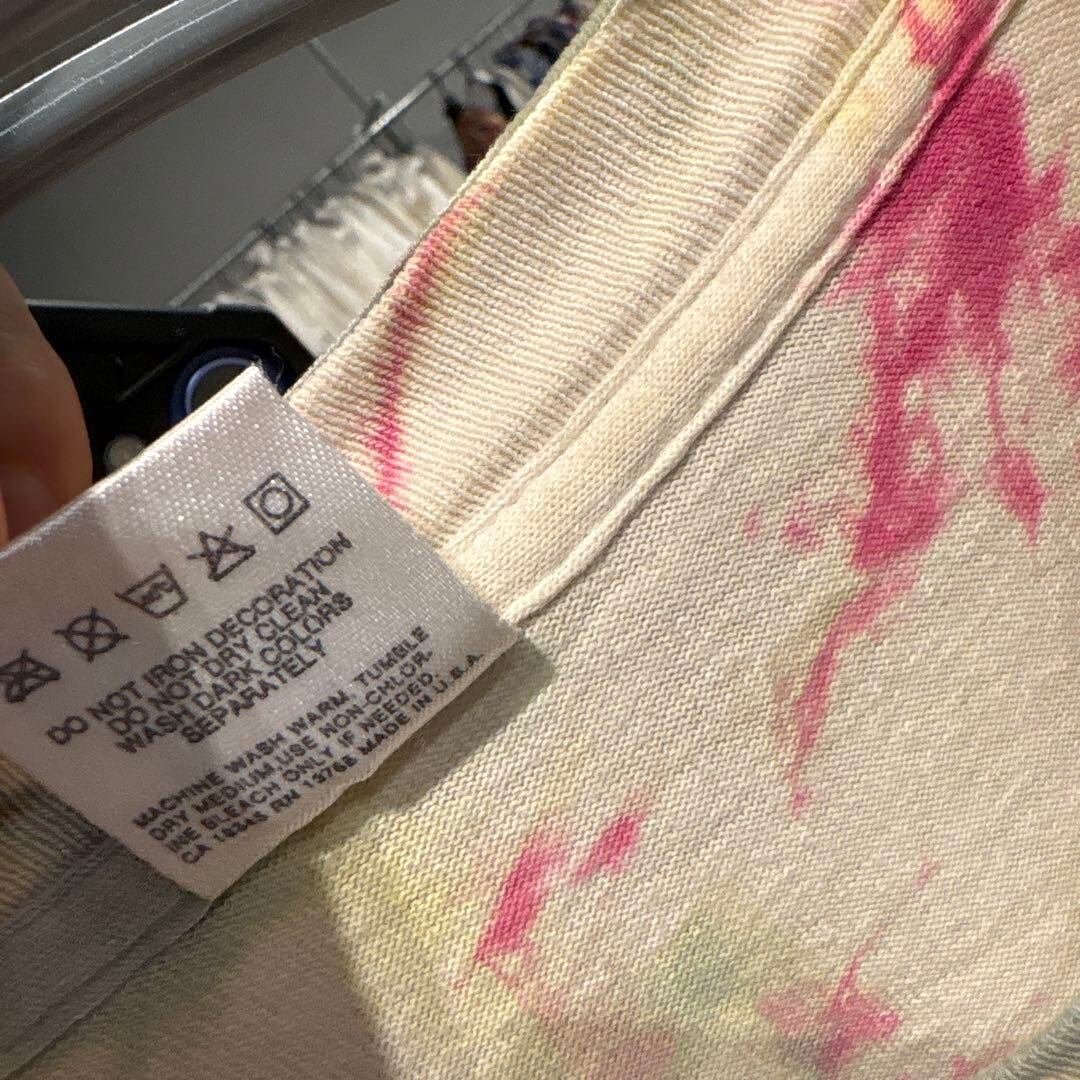 DO NOT IRON DECORATION
DO NOT DRY CLEAN
WASH DARK COLORS
SEPARATELY
MACHINE WASH WARM, TUMBLE
DRY MEDIUM.USE NON-CHLOR-
INE BLEACH ONLY IF NEEDED.
CA RN 13765 MADE IN U.S.A.